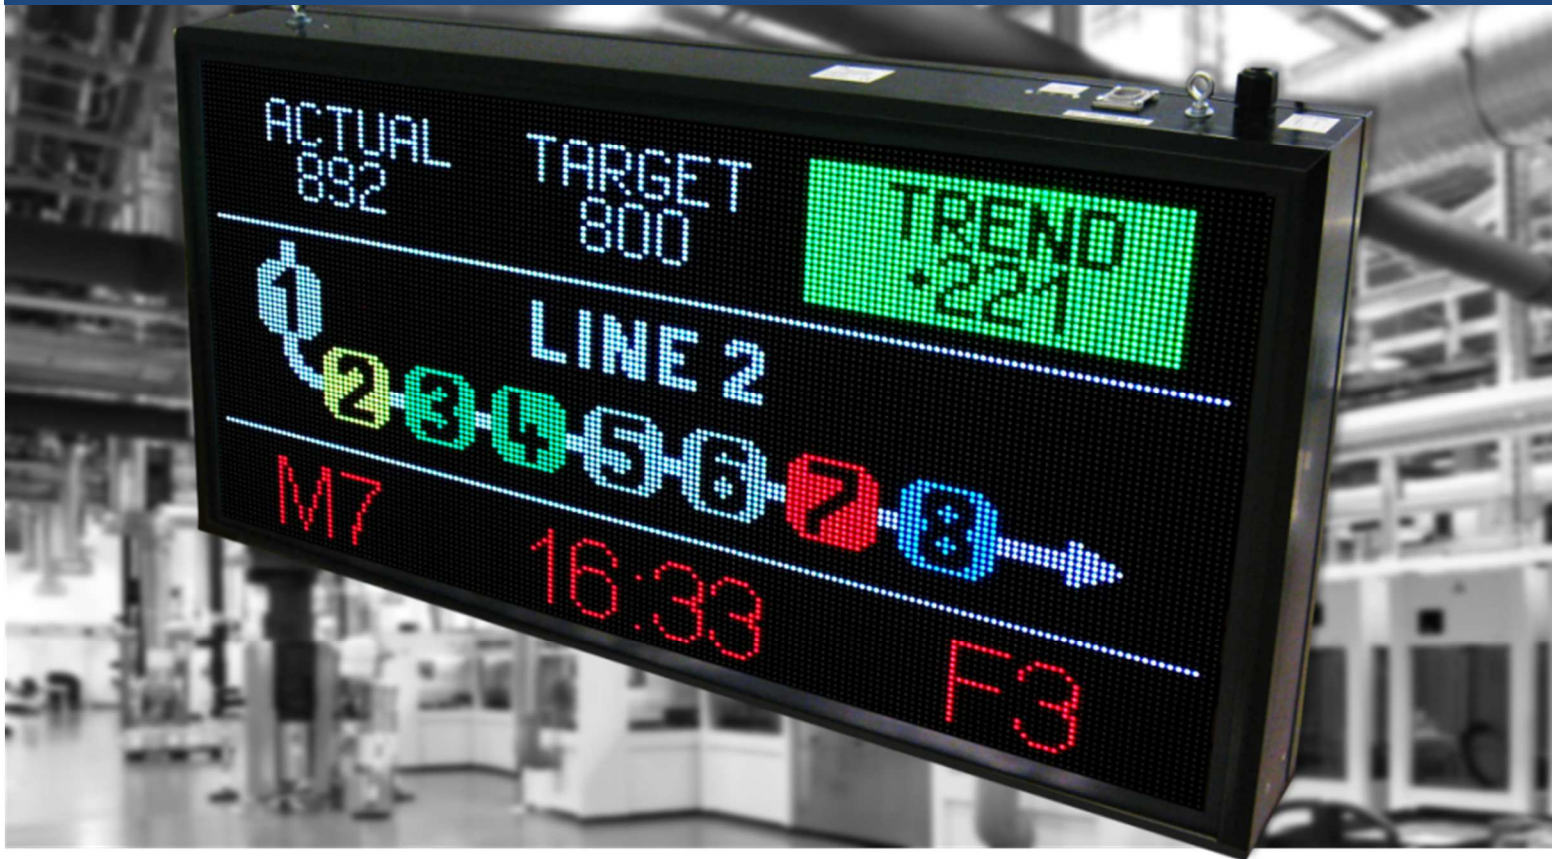 ACTUAL
892
TARGET
800
TREND
+221
LINE 2
1 2 3 4 5 6 7 8
M7 16:33 F3